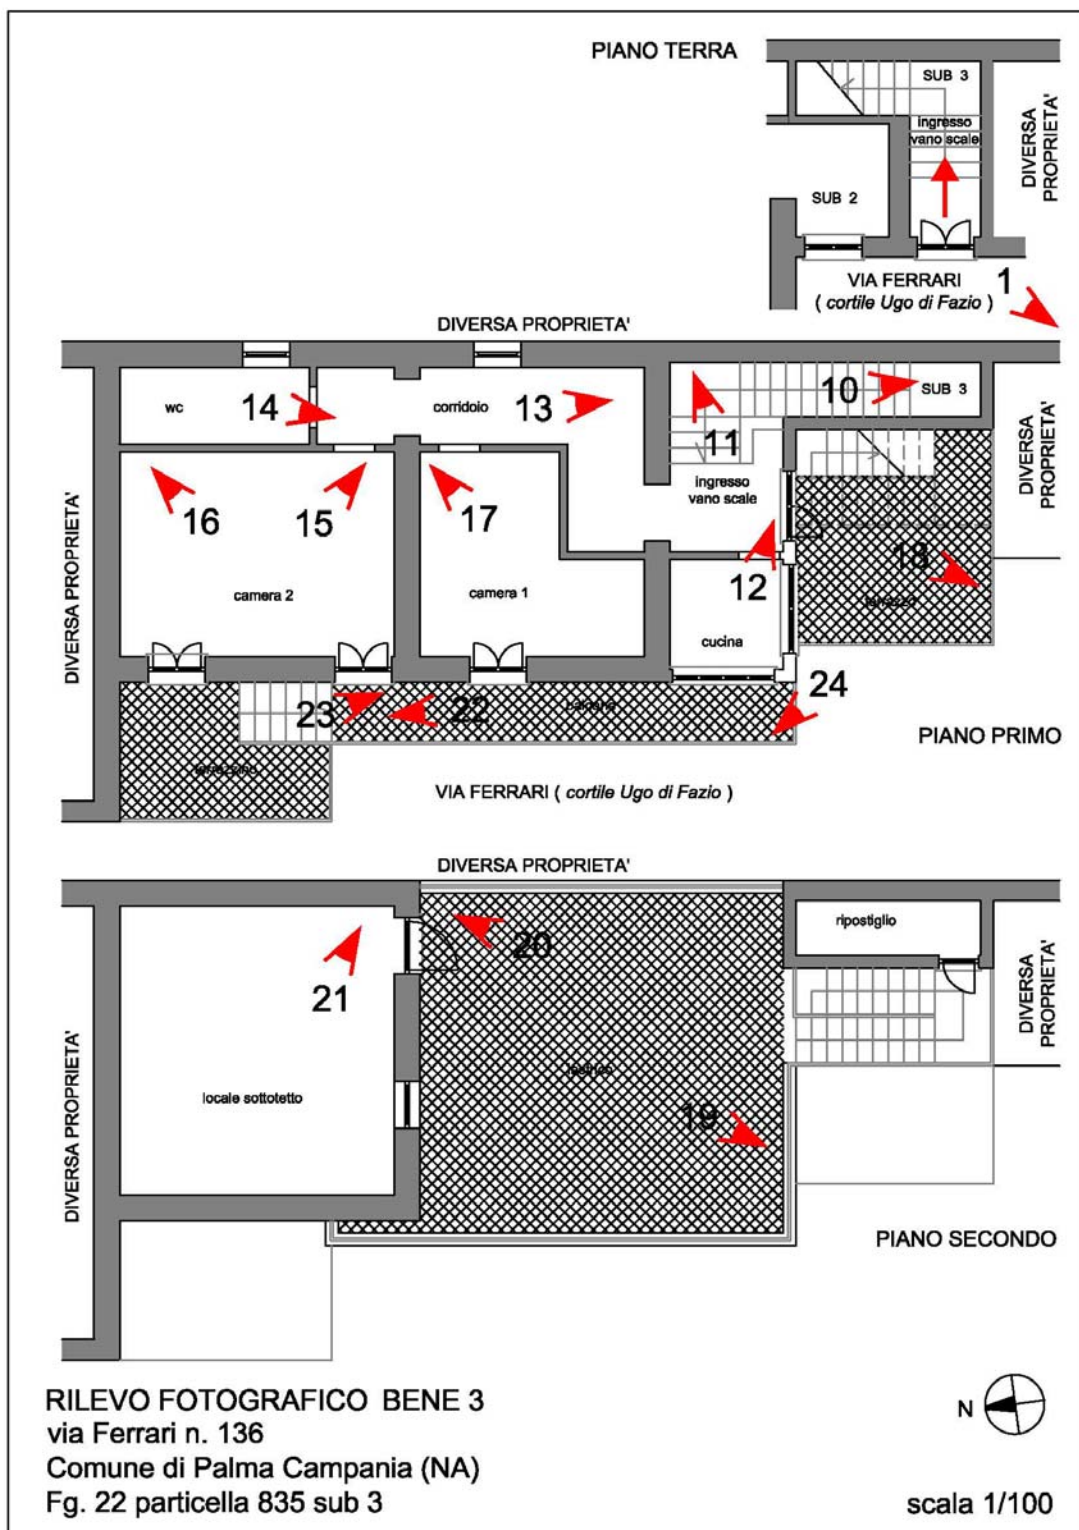 PIANO TERRA
SUB 3
ingresso
vano scale
DIVERSA
PROPRIETA'
SUB 2
VIA FERRARI
( cortile Ugo di Fazio )
1
DIVERSA PROPRIETA'
wc
14
corridoio
13
10
SUB 3
11
DIVERSA
PROPRIETA'
ingresso
vano scale
16
15
17
18
DIVERSA PROPRIETA'
camera 2
camera 1
12
terrazzo
cucina
24
23
22
balcone
PIANO PRIMO
terrazzino
VIA FERRARI ( cortile Ugo di Fazio )
DIVERSA PROPRIETA'
ripostiglio
20
21
DIVERSA
PROPRIETA'
lastrico
locale sottotetto
19
DIVERSA PROPRIETA'
PIANO SECONDO
RILEVO FOTOGRAFICO BENE 3
via Ferrari n. 136
Comune di Palma Campania (NA)
Fg. 22 particella 835 sub 3
N
scala 1/100